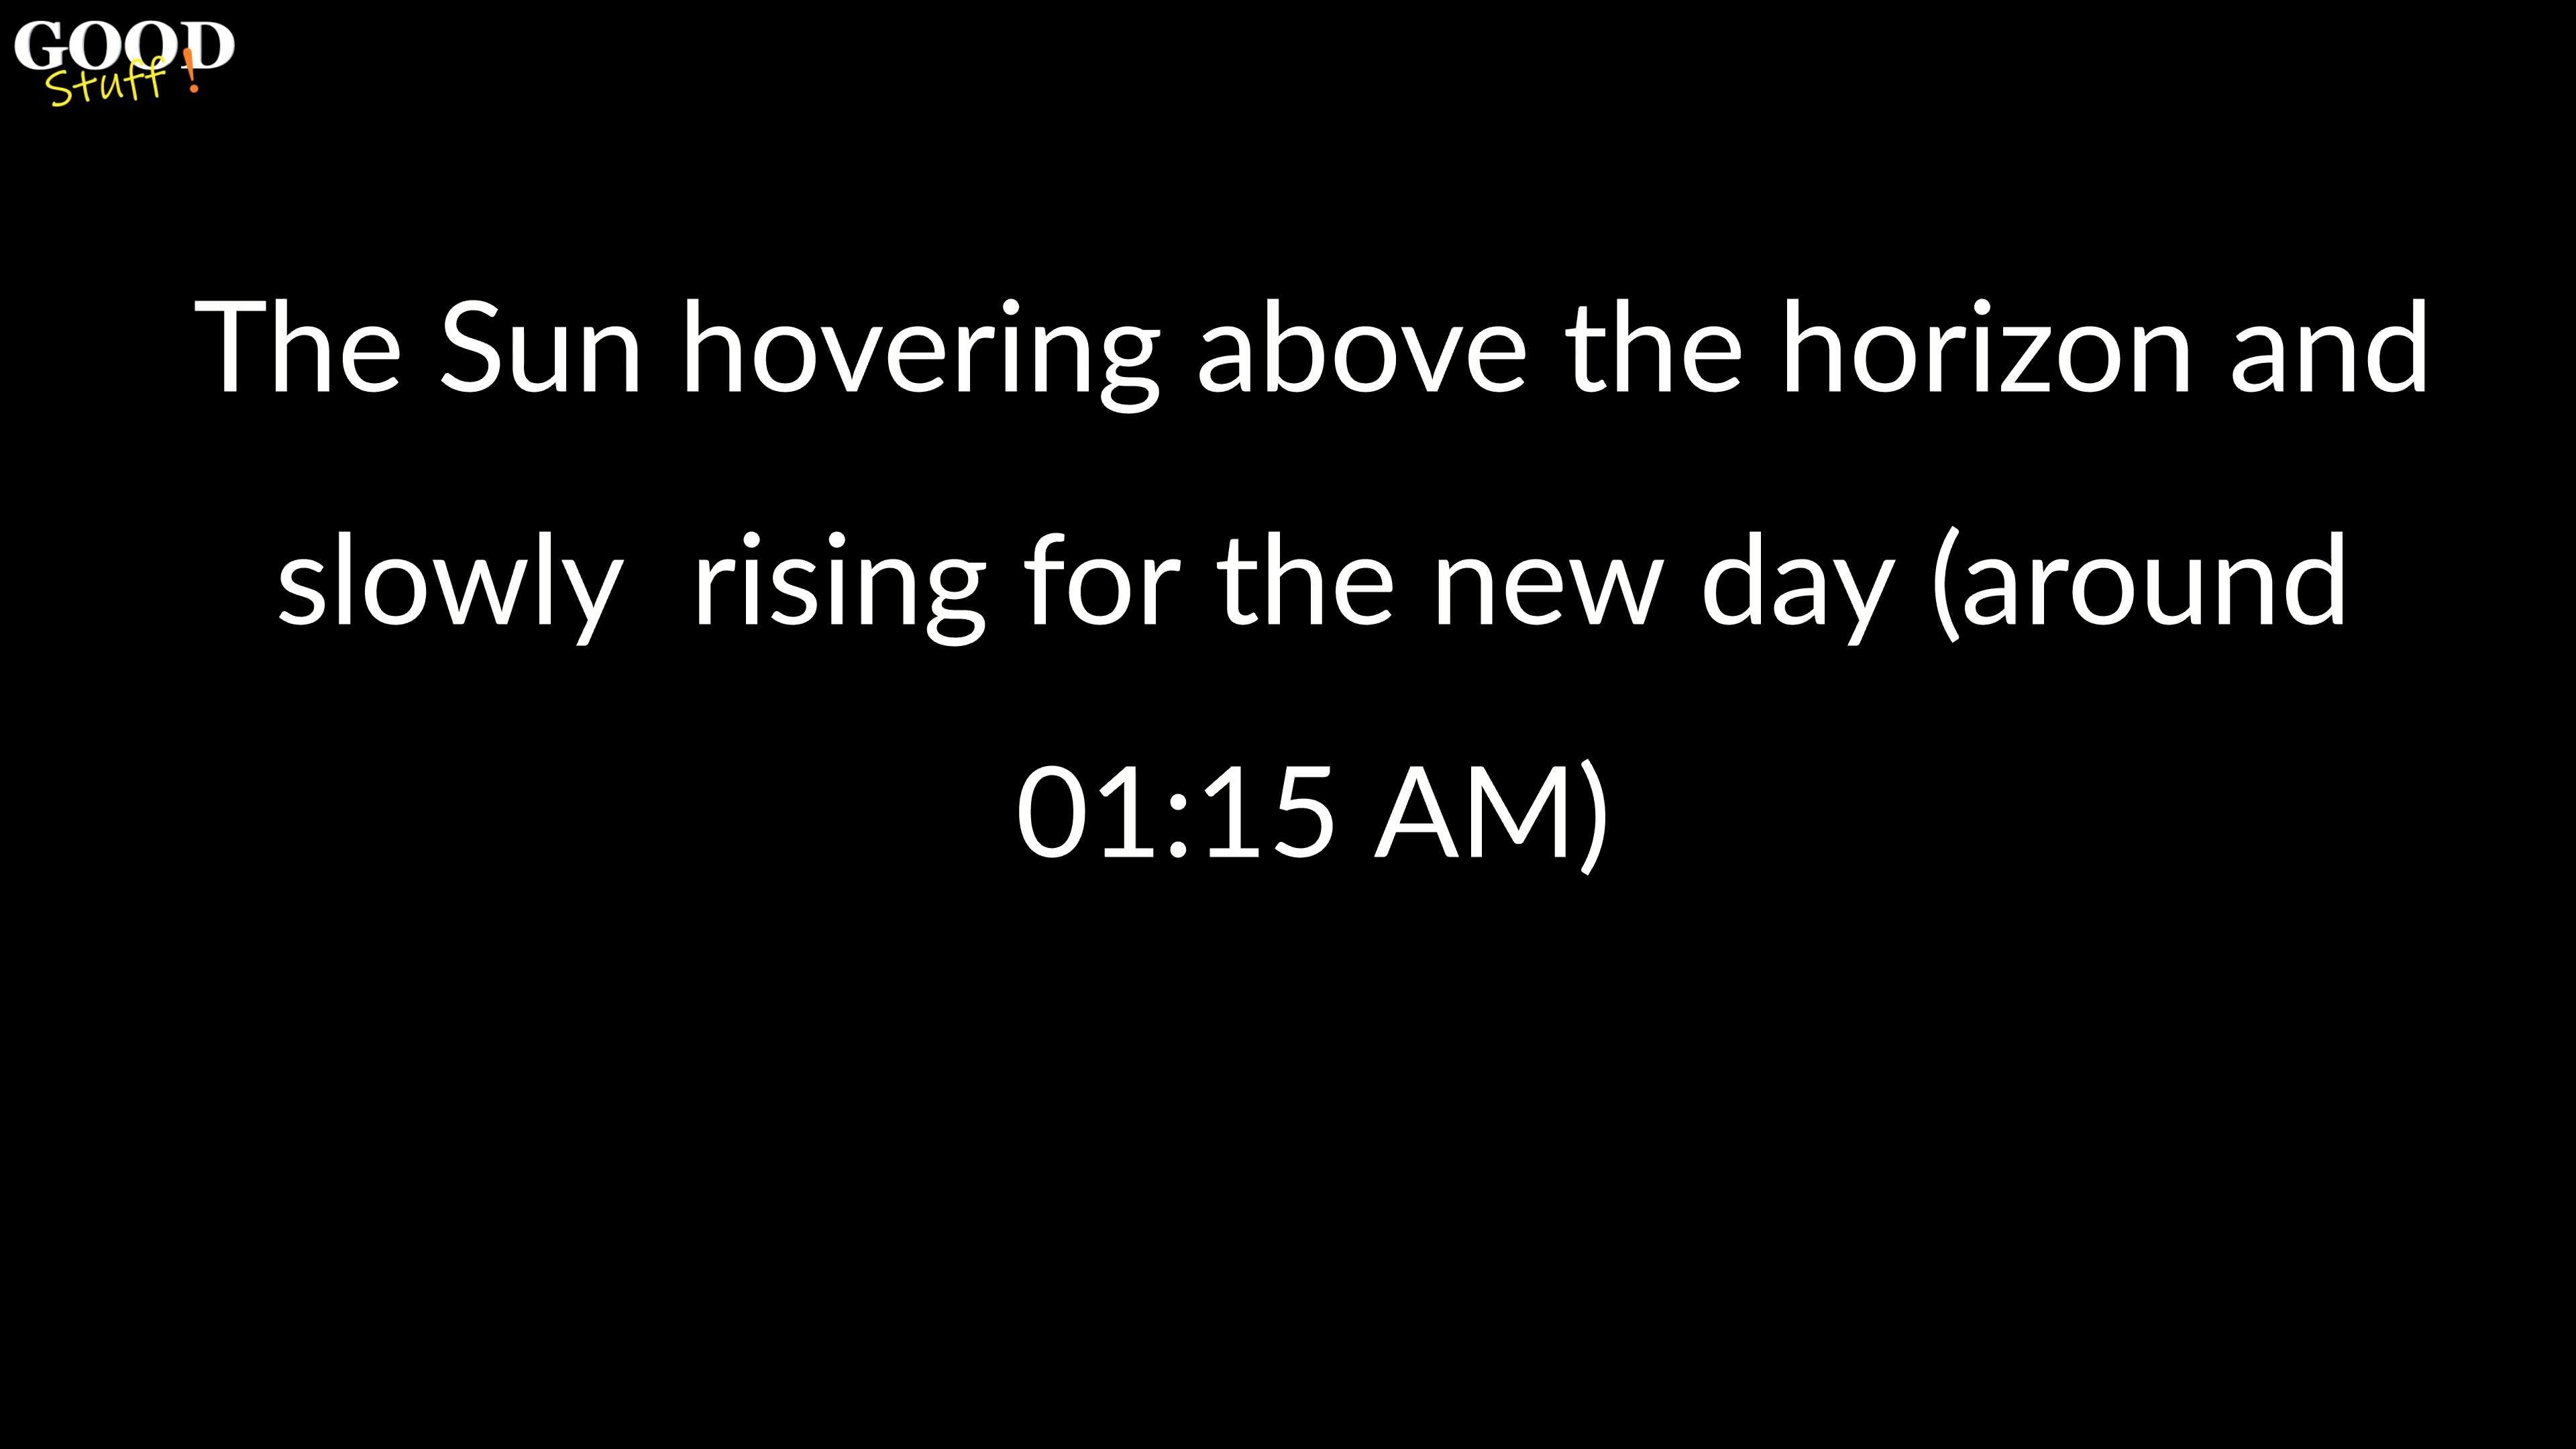 GOOD
Stuff!
The Sun hovering above the horizon and
slowly  rising for the new day (around
01:15 AM)